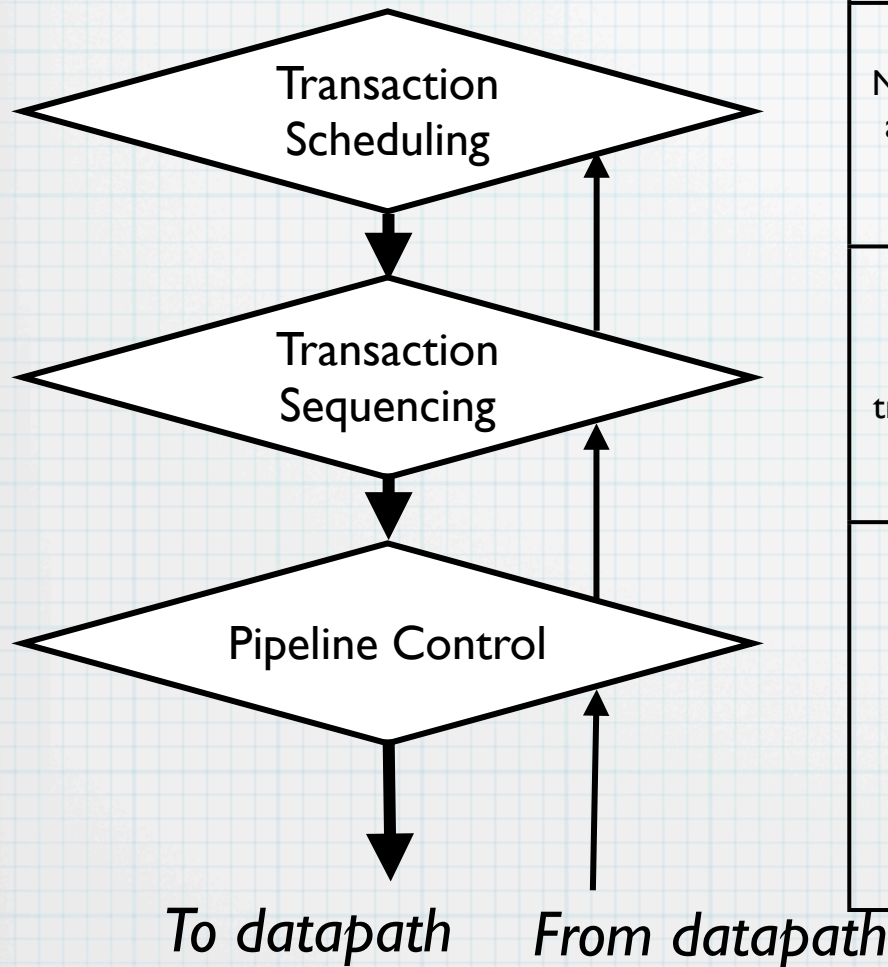 Transaction
Scheduling
Transaction
Sequencing
Pipeline Control
To datapath
From datapath